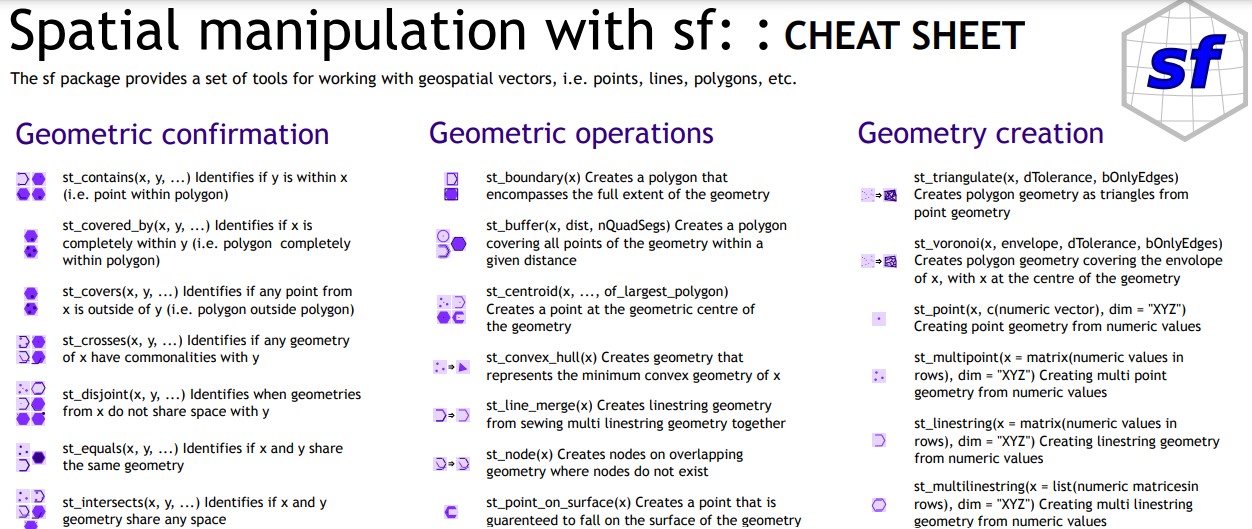 Spatial manipulation with sf: : CHEAT SHEET
sf
The sf package provides a set of tools for working with geospatial vectors, i.e. points, lines, polygons, etc.
Geometric confirmation
st_contains(x, y, ...) Identifies if y is within x
(i.e. point within polygon)
st_covered_by(x, y, ...) Identifies if x is
completely within y (i.e. polygon completely
within polygon)
st_covers(x, y, ...) Identifies if any point from
x is outside of y (i.e. polygon outside polygon)
st_crosses(x, y, ...) Identifies if any geometry
of x have commonalities with y
st_disjoint(x, y, ...) Identifies when geometries
from x do not share space with y
st_equals(x, y, ...) Identifies if x and y share
the same geometry
st_intersects(x, y, ...) Identifies if x and y
geometry share any space
Geometric operations
st_boundary(x) Creates a polygon that
encompasses the full extent of the geometry
st_buffer(x, dist, nQuadSegs) Creates a polygon
covering all points of the geometry within a
given distance
st_centroid(x, ..., of_largest_polygon)
Creates a point at the geometric centre of
the geometry
st_convex_hull(x) Creates geometry that
represents the minimum convex geometry of x
st_line_merge(x) Creates linestring geometry
from sewing multi linestring geometry together
st_node(x) Creates nodes on overlapping
geometry where nodes do not exist
st_point_on_surface(x) Creates a point that is
guarenteed to fall on the surface of the geometry
Geometry creation
st_triangulate(x, dTolerance, bOnlyEdges)
Creates polygon geometry as triangles from
point geometry
st_voronoi(x, envelope, dTolerance, bOnlyEdges)
Creates polygon geometry covering the envolope
of x, with x at the centre of the geometry
st_point(x, c(numeric vector), dim = "XYZ")
Creating point geometry from numeric values
st_multipoint(x = matrix(numeric values in
rows), dim = "XYZ") Creating multi point
geometry from numeric values
st_linestring(x = matrix(numeric values in
rows), dim = "XYZ") Creating linestring geometry
from numeric values
st_multilinestring(x = list(numeric matricesin
rows), dim = "XYZ") Creating multi linestring
geometry from numeric values